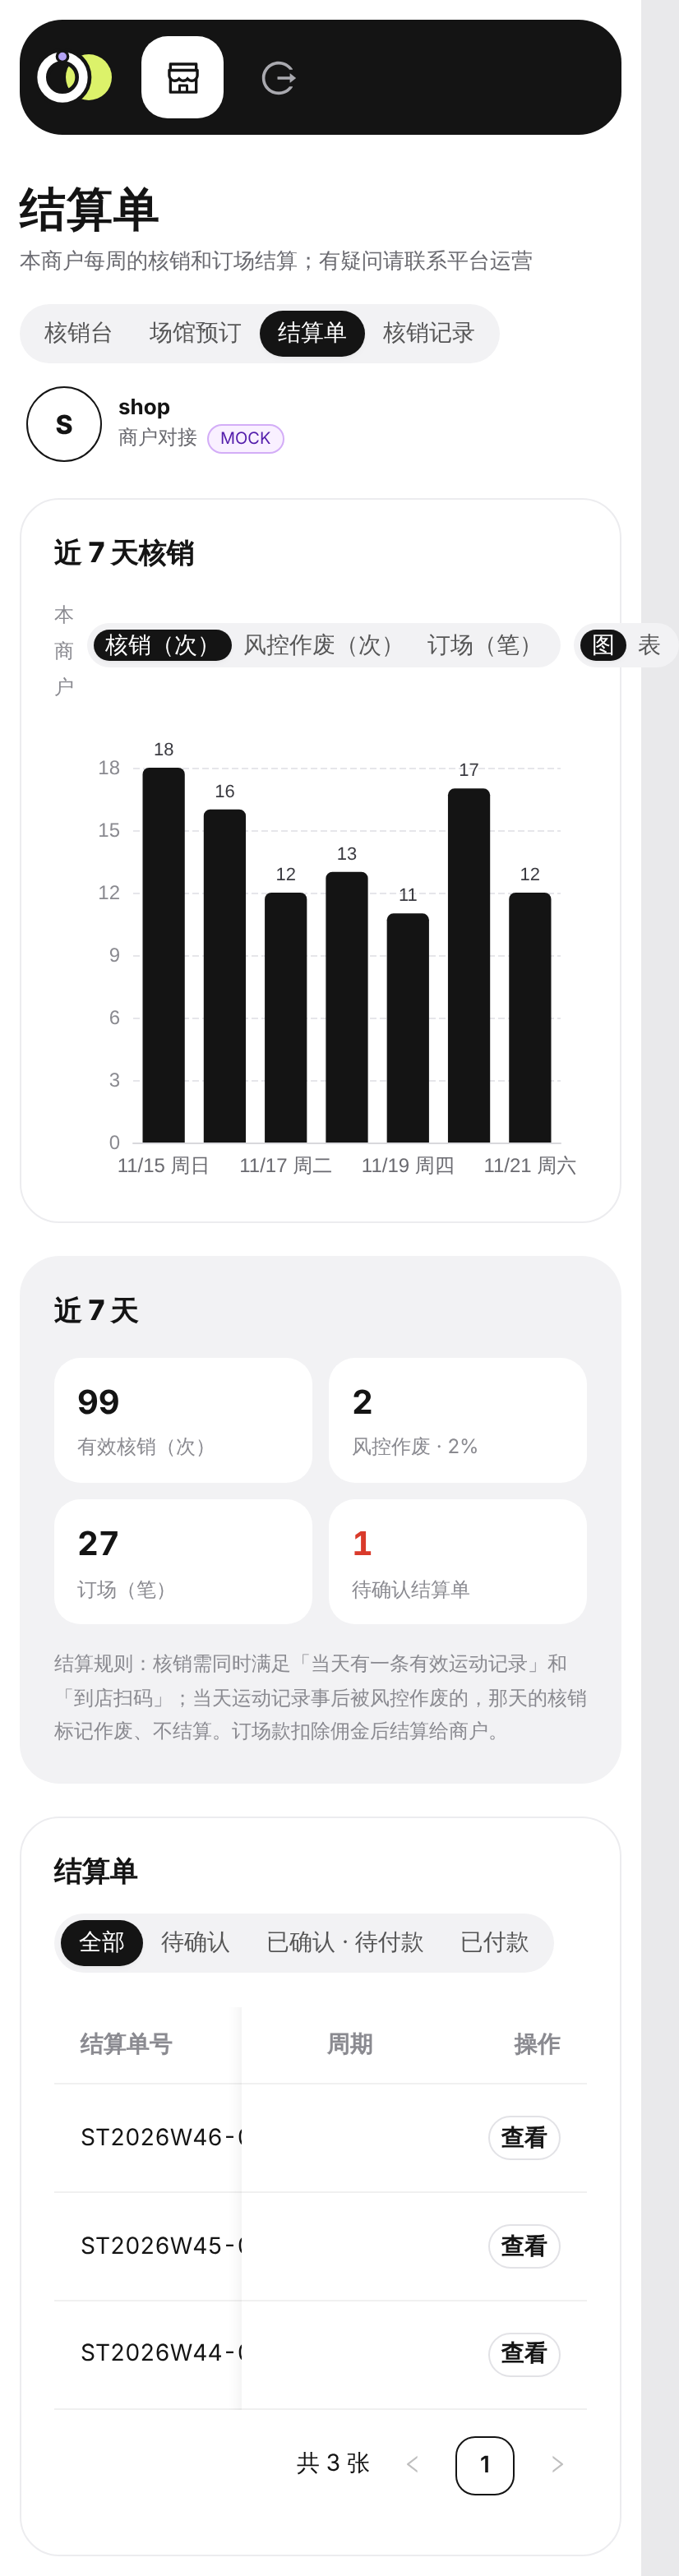 结算单
本商户每周的核销和订场结算；有疑问请联系平台运营
核销台 场馆预订 结算单 核销记录
S
shop
商户对接 MOCK
近 7 天核销
本商户
核销（次） 风控作废（次） 订场（笔） 图 表
18
16
12
13
11
17
12
18
15
12
9
6
3
0
11/15 周日 11/17 周二 11/19 周四 11/21 周六
近 7 天
99
有效核销（次）
2
风控作废 · 2%
27
订场（笔）
1
待确认结算单
结算规则：核销需同时满足「当天有一条有效运动记录」和
「到店扫码」；当天运动记录事后被风控作废的，那天的核销
标记作废、不结算。订场款扣除佣金后结算给商户。
结算单
全部 待确认 已确认 · 待付款 已付款
结算单号 周期 操作
ST2026W46- 查看
ST2026W45- 查看
ST2026W44- 查看
共 3 张 1